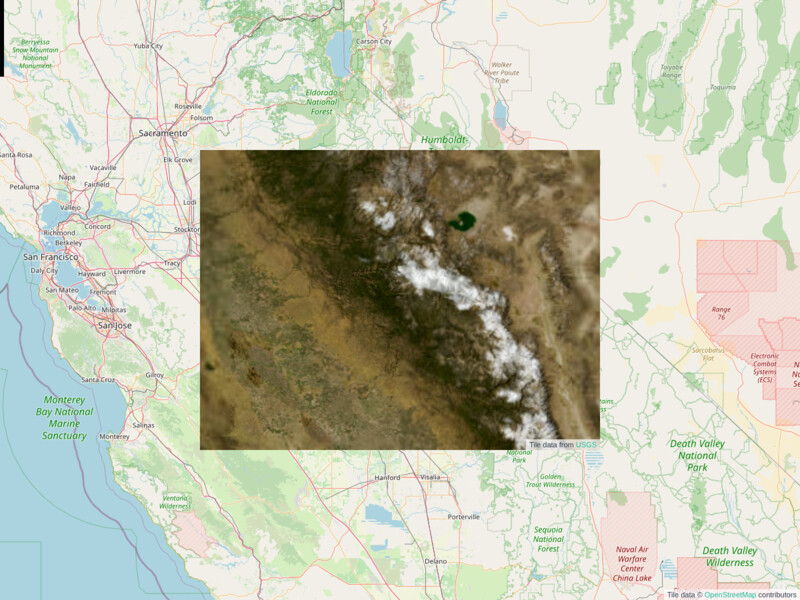 Berryessa
Snow Mountain
National
Monument
Yuba City
Carson City
Walker
River Paiute
Tribe
Toiyabe
Range
Toquima
Eldorado
National
Forest
Roseville
Folsom
Sacramento
Humboldt-
Santa Rosa
Elk Grove
Vacaville
Napa
Fairfield
Petaluma
Vallejo
Lodi
Concord
Richmond
Berkeley
Stockton
San Francisco
Tracy
Daly City
Hayward
Livermore
San Mateo
Fremont
Palo Alto
Milpitas
San Jose
Range
76
Sarcobatus
Flat
Electronic
Combat
Systems
(ECS)
Santa Cruz
Gilroy
Monterey
Bay National
Marine
Sanctuary
Salinas
Monterey
Tile data from USGS
National
Park
Death Valley
National
Park
Hanford
Visalia
Golden
Trout Wilderness
Ventana
Wilderness
Porterville
Sequoia
National
Forest
Delano
Naval Air
Warfare
Center
China Lake
Death Valley
Wilderness
Tile data © OpenStreetMap contributors